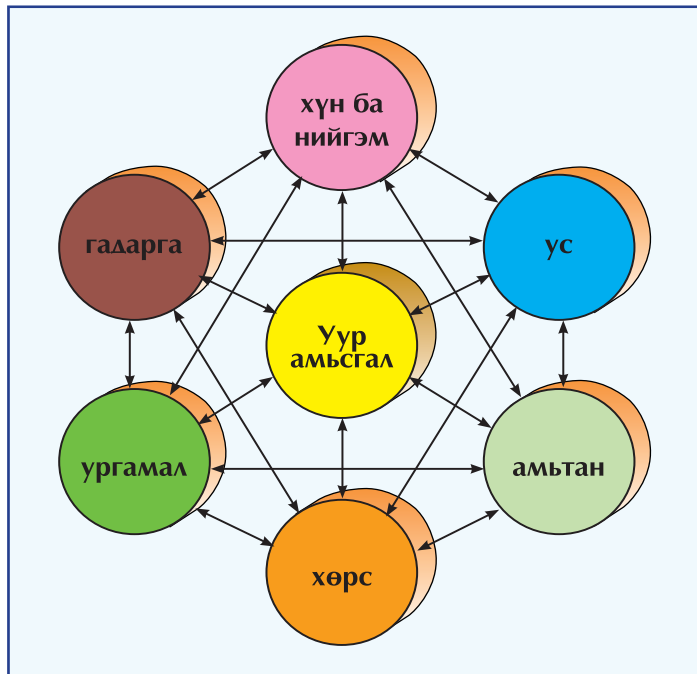 хүн ба
нийгэм
гадарга
ус
Уур
амьсгал
ургамал
амьтан
хөрс